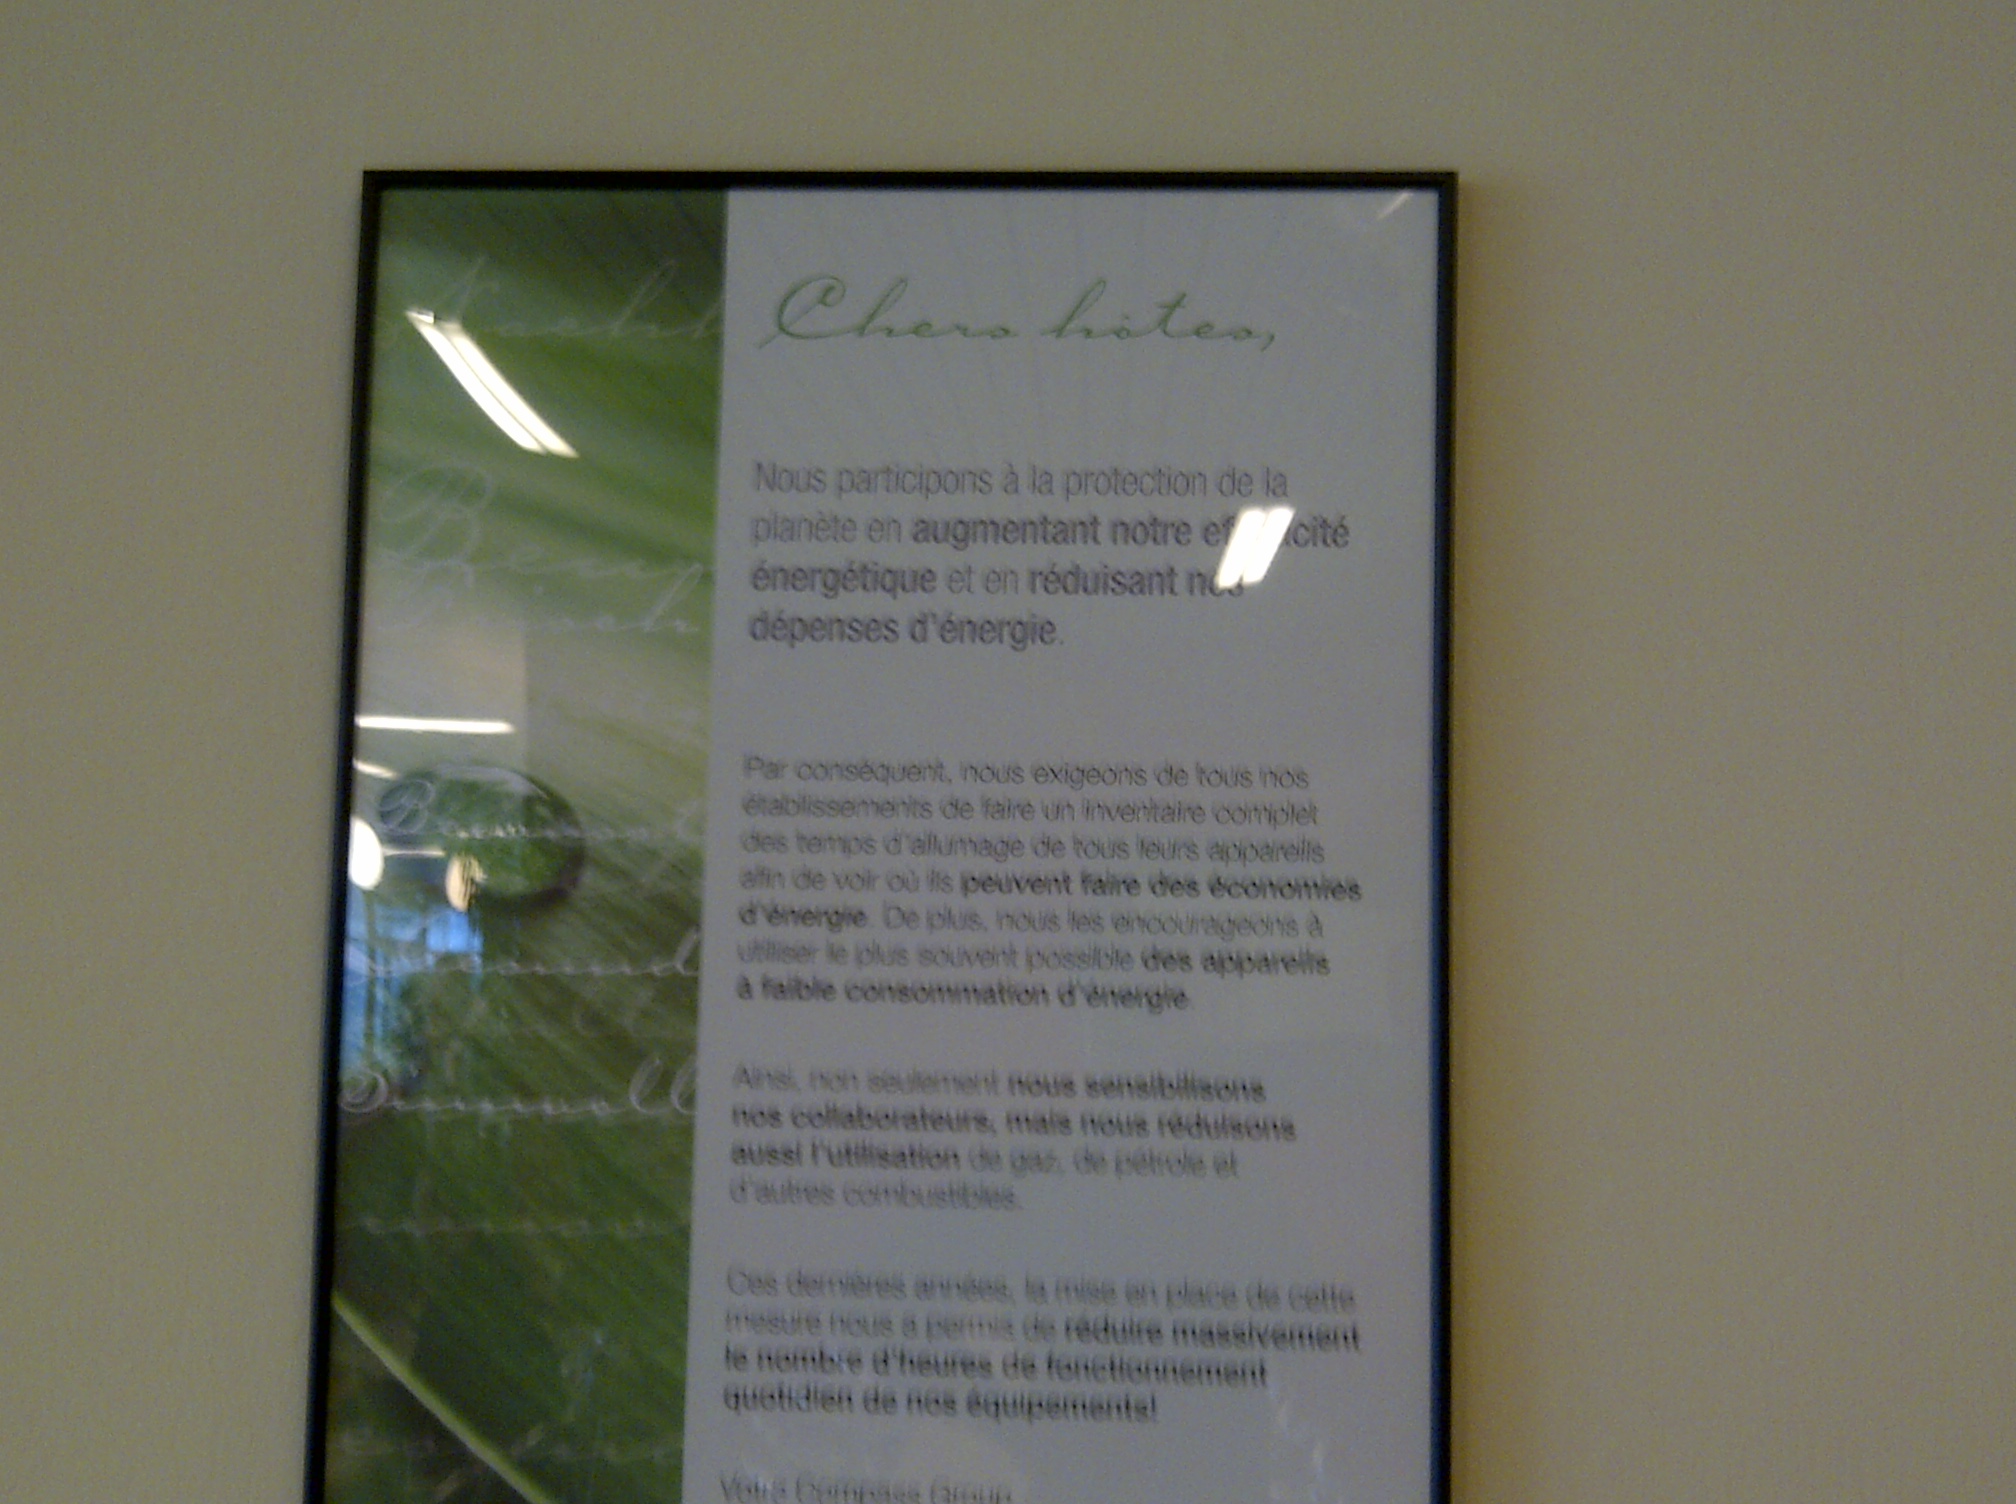 Chers hôtes,
Nous participons à la protection de la
planète en augmentant notre efficacité
énergétique et en réduisant nos
dépenses d'énergie.
Par conséquent, nous exigeons de tous nos
établissements de faire un inventaire complet
des temps d'allumage de tous leurs appareils
afin de voir où ils peuvent faire des économies
d'énergie. De plus, nous les encourageons à
utiliser le plus souvent possible des appareils
à faible consommation d'énergie.
Ainsi, non seulement nous sensibilisons
nos collaborateurs, mais nous réduisons
aussi l'utilisation de gaz, de pétrole et
d'autres combustibles.
Ces dernières années, la mise en place de cette
mesure nous a permis de réduire massivement
le nombre d'heures de fonctionnement
quotidien de nos équipements!
Votre Compass Group